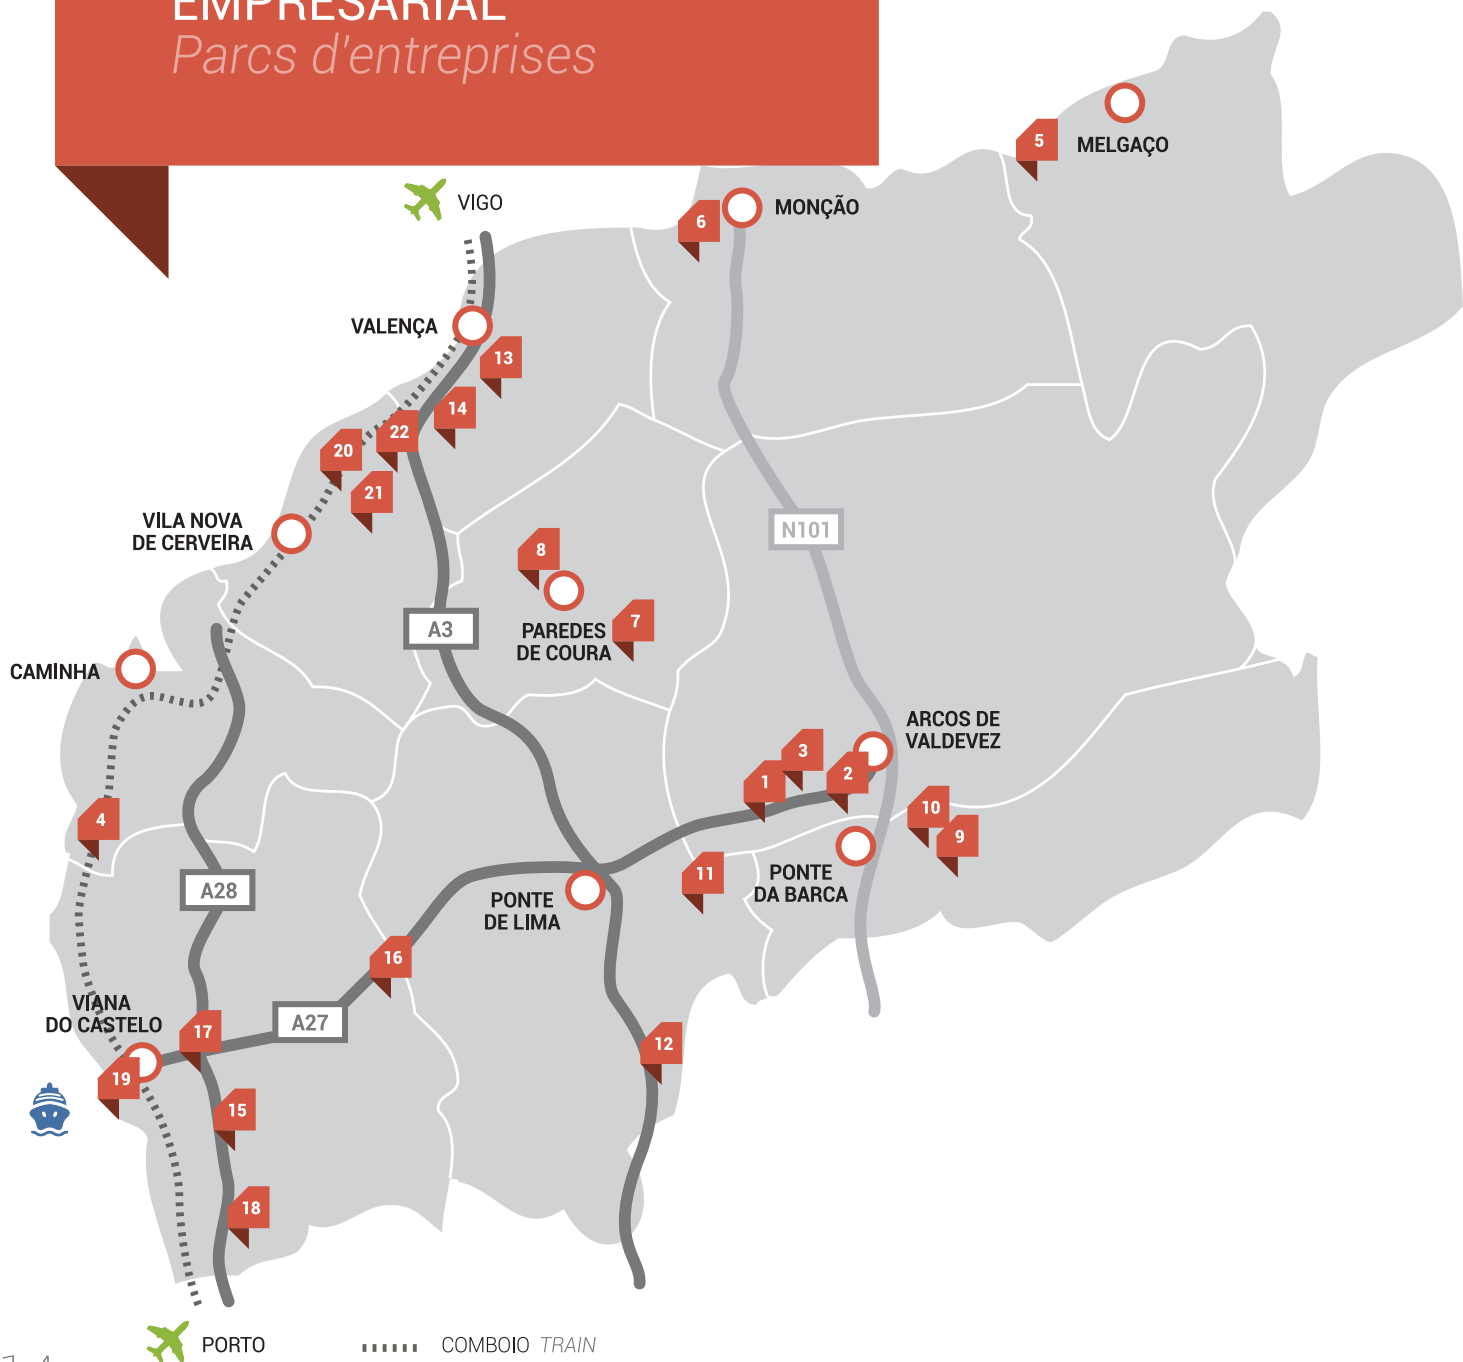 EMPRESARIAL
Parcs d'entreprises
MELGAÇO
5
VIGO
6
MONÇÃO
VALENÇA
13
14
22
20
21
VILA NOVA
DE CERVEIRA
N101
8
A3
PAREDES
DE COURA
7
CAMINHA
ARCOS DE
VALDEVEZ
3
1
2
4
10
9
11
PONTE
DA BARCA
A28
PONTE
DE LIMA
16
VIANA
DO CASTELO
A27
17
12
19
15
18
PORTO
COMBOIO TRAIN